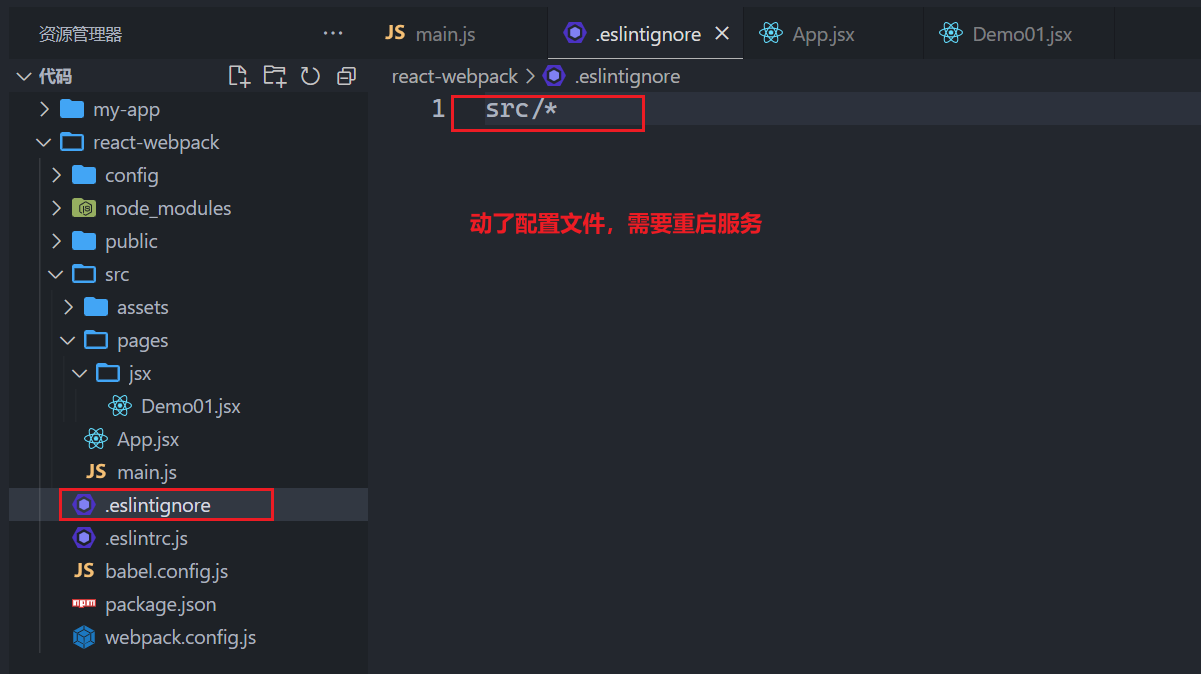 资源管理器
···
JS main.js
.eslintignore
App.jsx
Demo01.jsx
代码
react-webpack > .eslintignore
my-app
1 src/*
react-webpack
config
node_modules
动了配置文件，需要重启服务
public
src
assets
pages
jsx
Demo01.jsx
App.jsx
JS main.js
.eslintignore
.eslintrc.js
JS babel.config.js
npm package.json
webpack.config.js